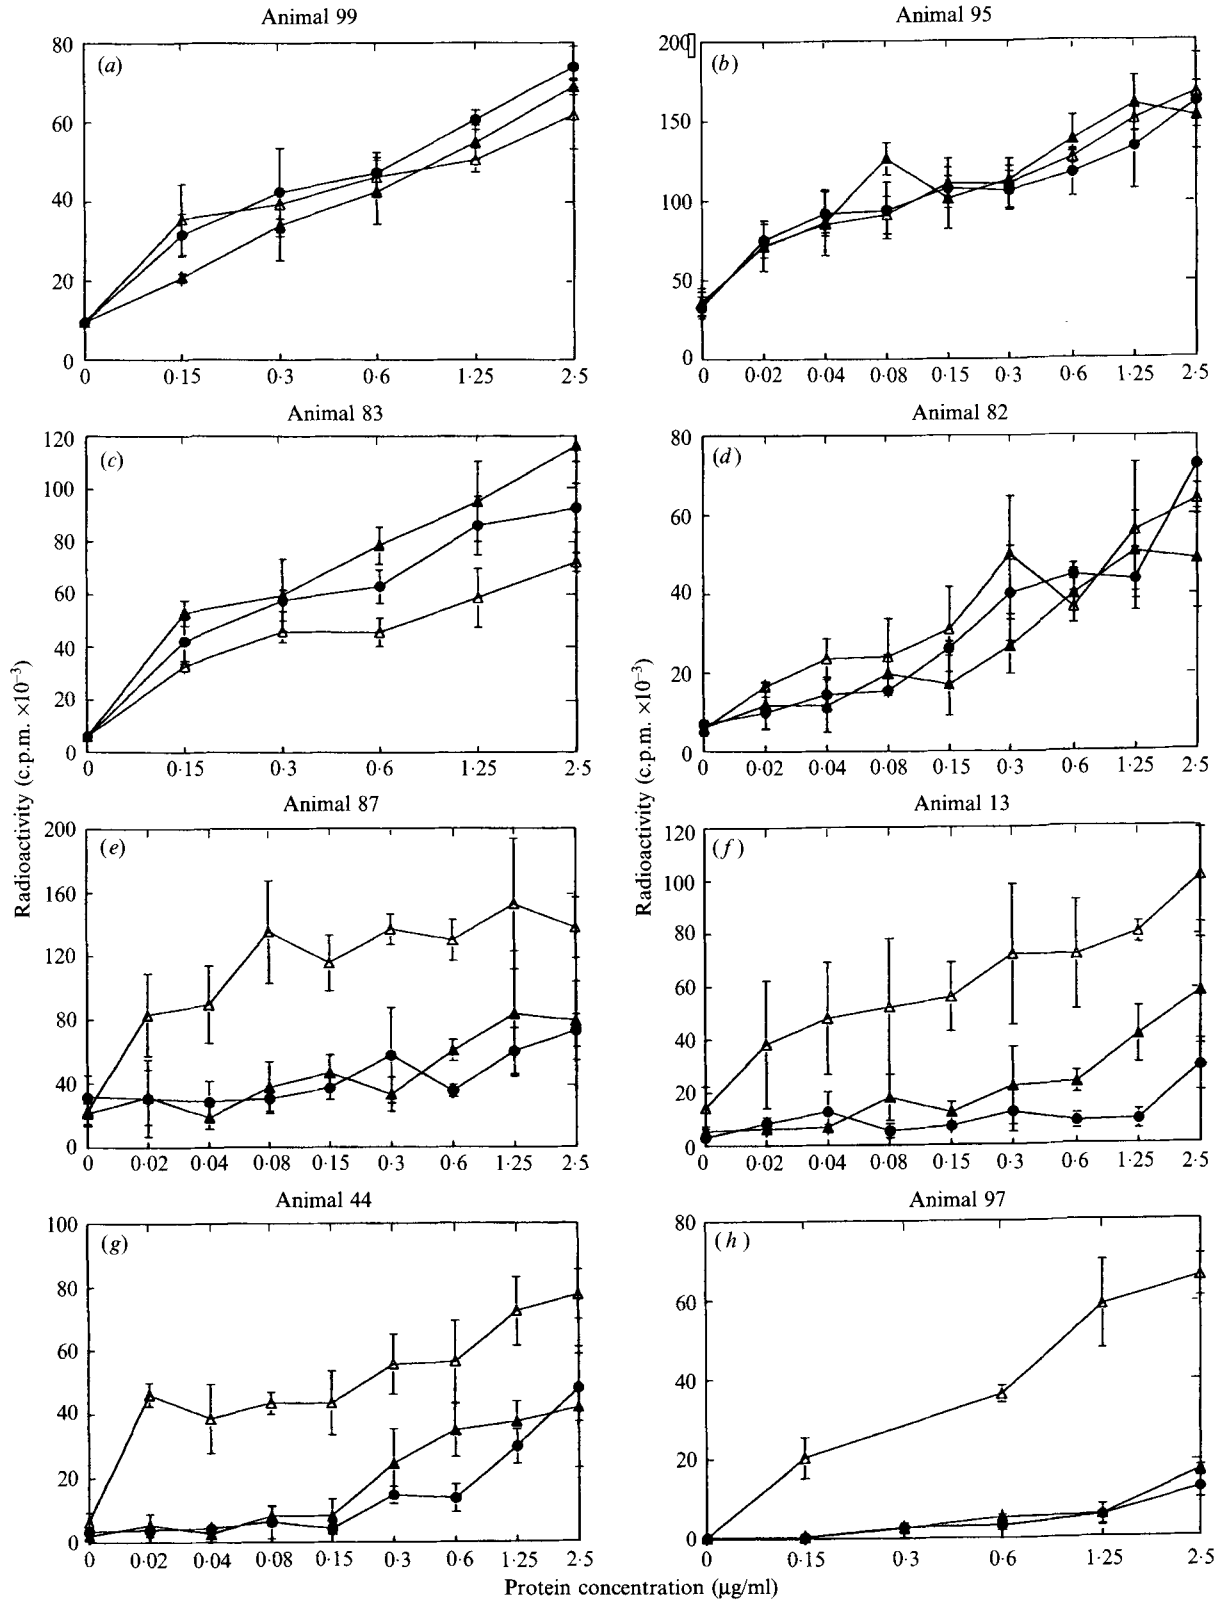 Animal 99
(a)
80
60
40
20
0
0 0·15 0·3 0·6 1·25 2·5
Animal 95
(b)
200
150
100
50
0
0 0·02 0·04 0·08 0·15 0·3 0·6 1·25 2·5
Animal 83
(c)
120
100
80
60
40
20
0
0 0·15 0·3 0·6 1·25 2·5
Animal 82
(d)
80
60
40
20
0
0 0·02 0·04 0·08 0·15 0·3 0·6 1·25 2·5
Radioactivity (c.p.m. ×10⁻³)
Radioactivity (c.p.m. ×10⁻³)
Animal 87
(e)
200
160
120
80
40
0
0 0·02 0·04 0·08 0·15 0·3 0·6 1·25 2·5
Animal 13
(f)
120
100
80
60
40
20
0
0 0·02 0·04 0·08 0·15 0·3 0·6 1·25 2·5
Animal 44
(g)
100
80
60
40
20
0
0 0·02 0·04 0·08 0·15 0·3 0·6 1·25 2·5
Animal 97
(h)
80
60
40
20
0
0 0·15 0·3 0·6 1·25 2·5
Protein concentration (μg/ml)